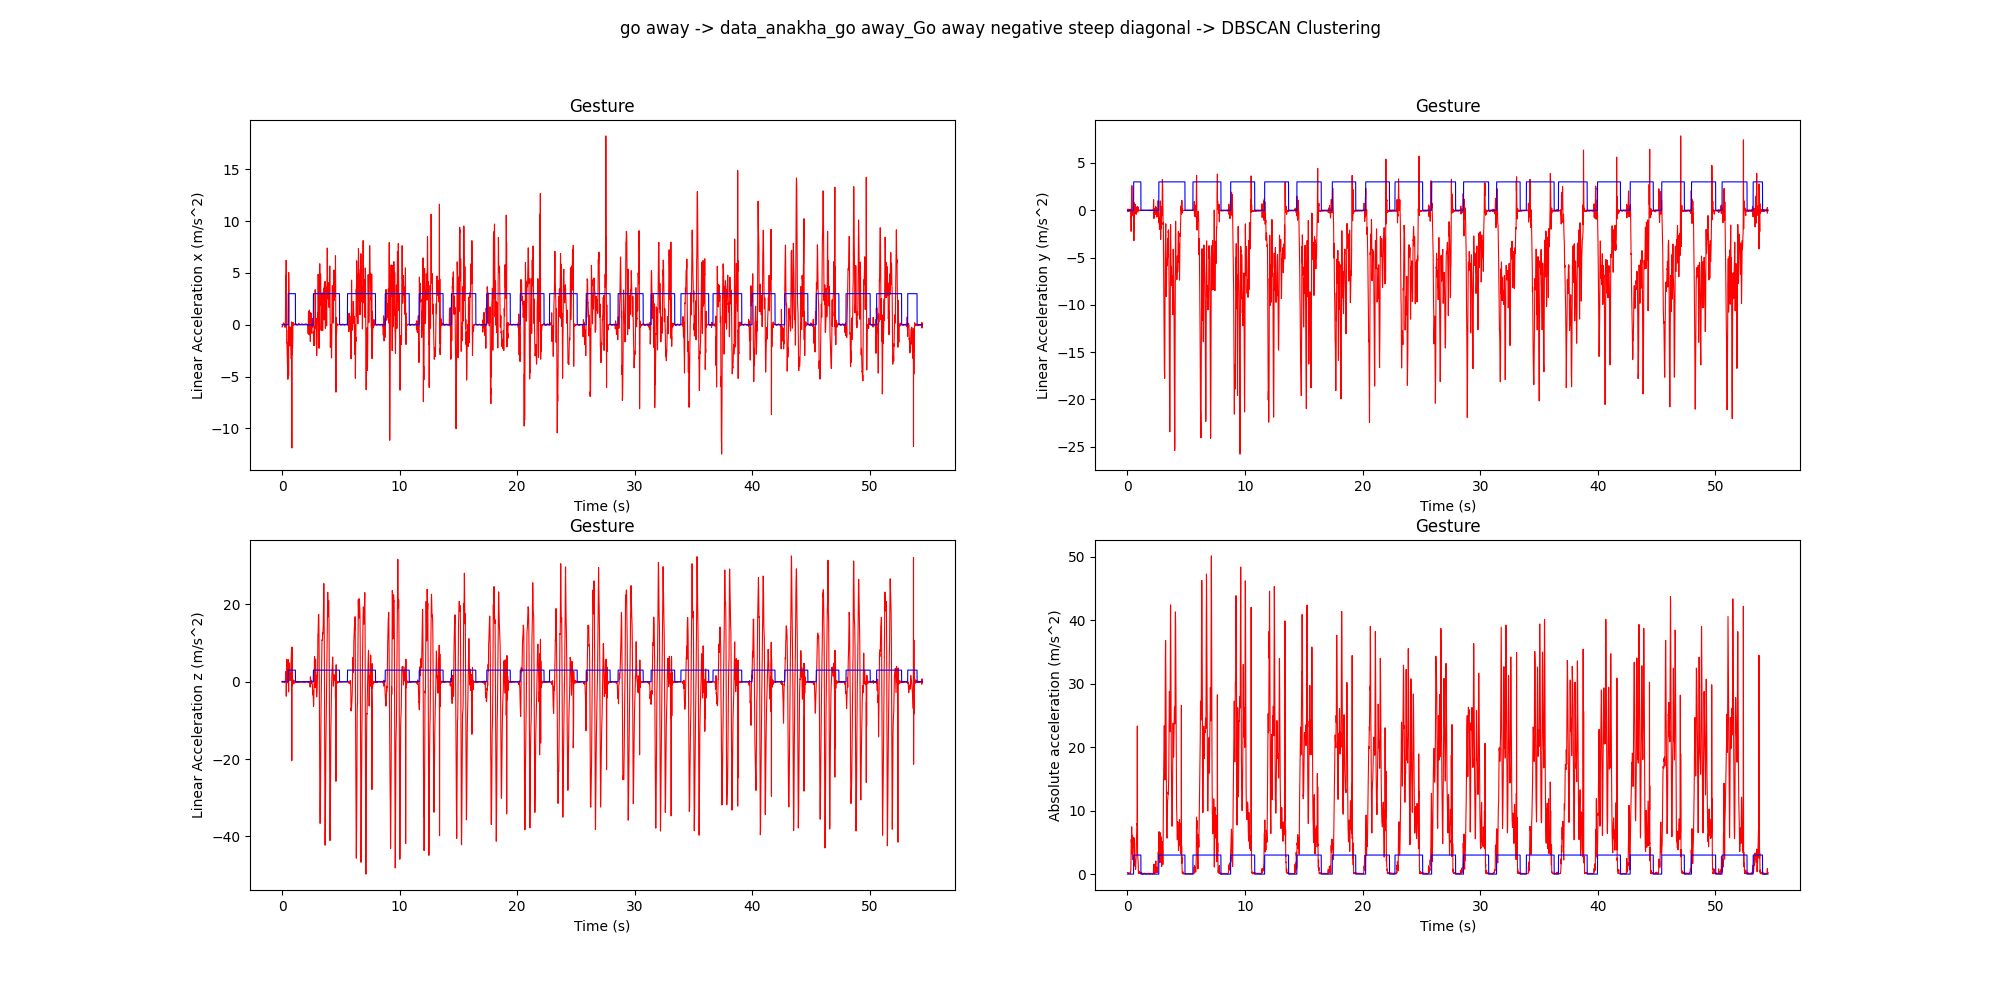 go away -> data_anakha_go away_Go away negative steep diagonal -> DBSCAN Clustering
Gesture
Linear Acceleration x (m/s^2)
15
10
5
0
−5
−10
0 10 20 30 40 50
Time (s)
Gesture
Linear Acceleration y (m/s^2)
5
0
−5
−10
−15
−20
−25
0 10 20 30 40 50
Time (s)
Gesture
Linear Acceleration z (m/s^2)
20
0
−20
−40
0 10 20 30 40 50
Time (s)
Gesture
Absolute acceleration (m/s^2)
50
40
30
20
10
0
0 10 20 30 40 50
Time (s)